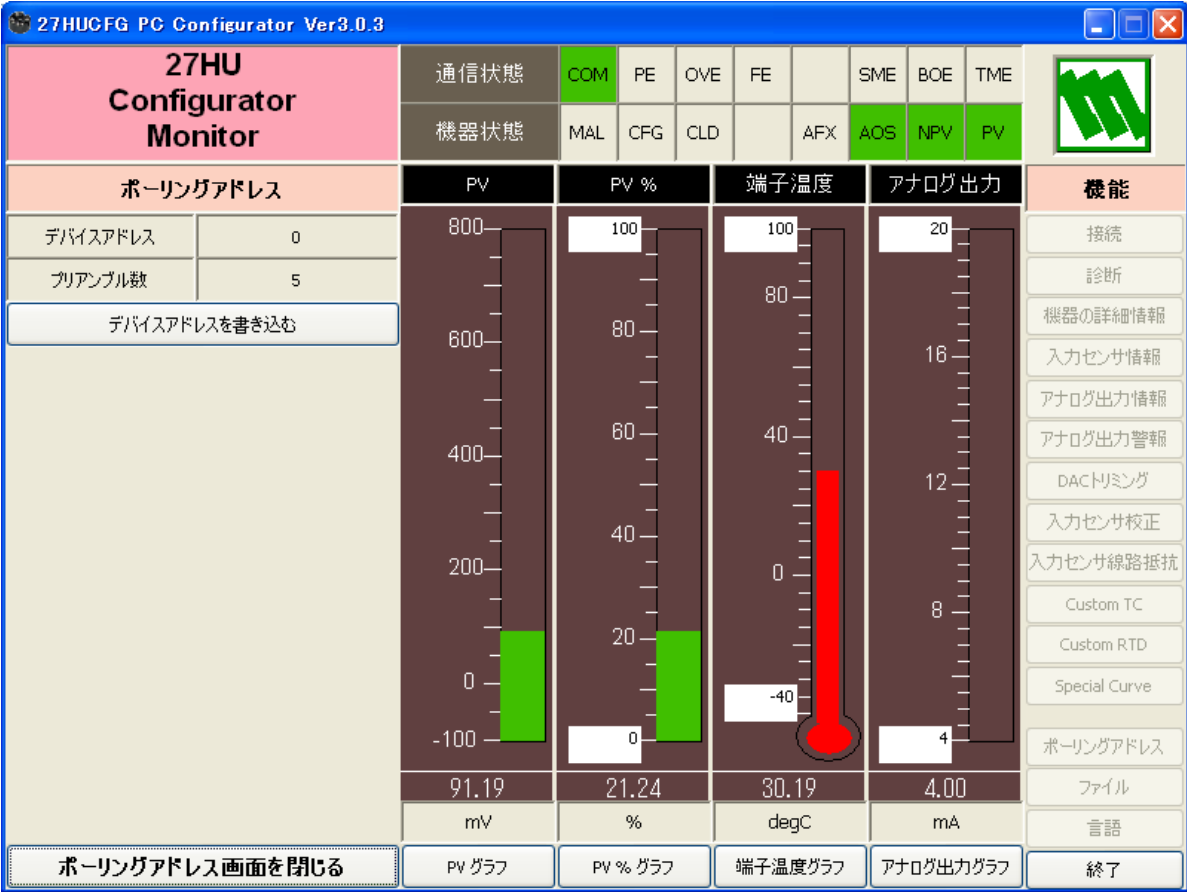 27HUCFG PC Configurator Ver3.0.3
27HU
Configurator
Monitor
通信状態 COM PE OVE FE SME BOE TME
機器状態 MAL CFG CLD AFX AOS NPV PV
ポーリングアドレス
デバイスアドレス 0
プリアンブル数 5
デバイスアドレスを書き込む
ポーリングアドレス画面を閉じる
PV
800
600
400
200
0
-100
91.19
mV
PV グラフ
PV %
100
80
60
40
20
0
21.24
%
PV % グラフ
端子温度
100
80
40
0
-40
30.19
degC
端子温度グラフ
アナログ出力
20
16
12
8
4
4.00
mA
アナログ出力グラフ
機能
接続
診断
機器の詳細情報
入力センサ情報
アナログ出力情報
アナログ出力警報
DACトリミング
入力センサ校正
入力センサ線路抵抗
Custom TC
Custom RTD
Special Curve
ポーリングアドレス
ファイル
言語
終了